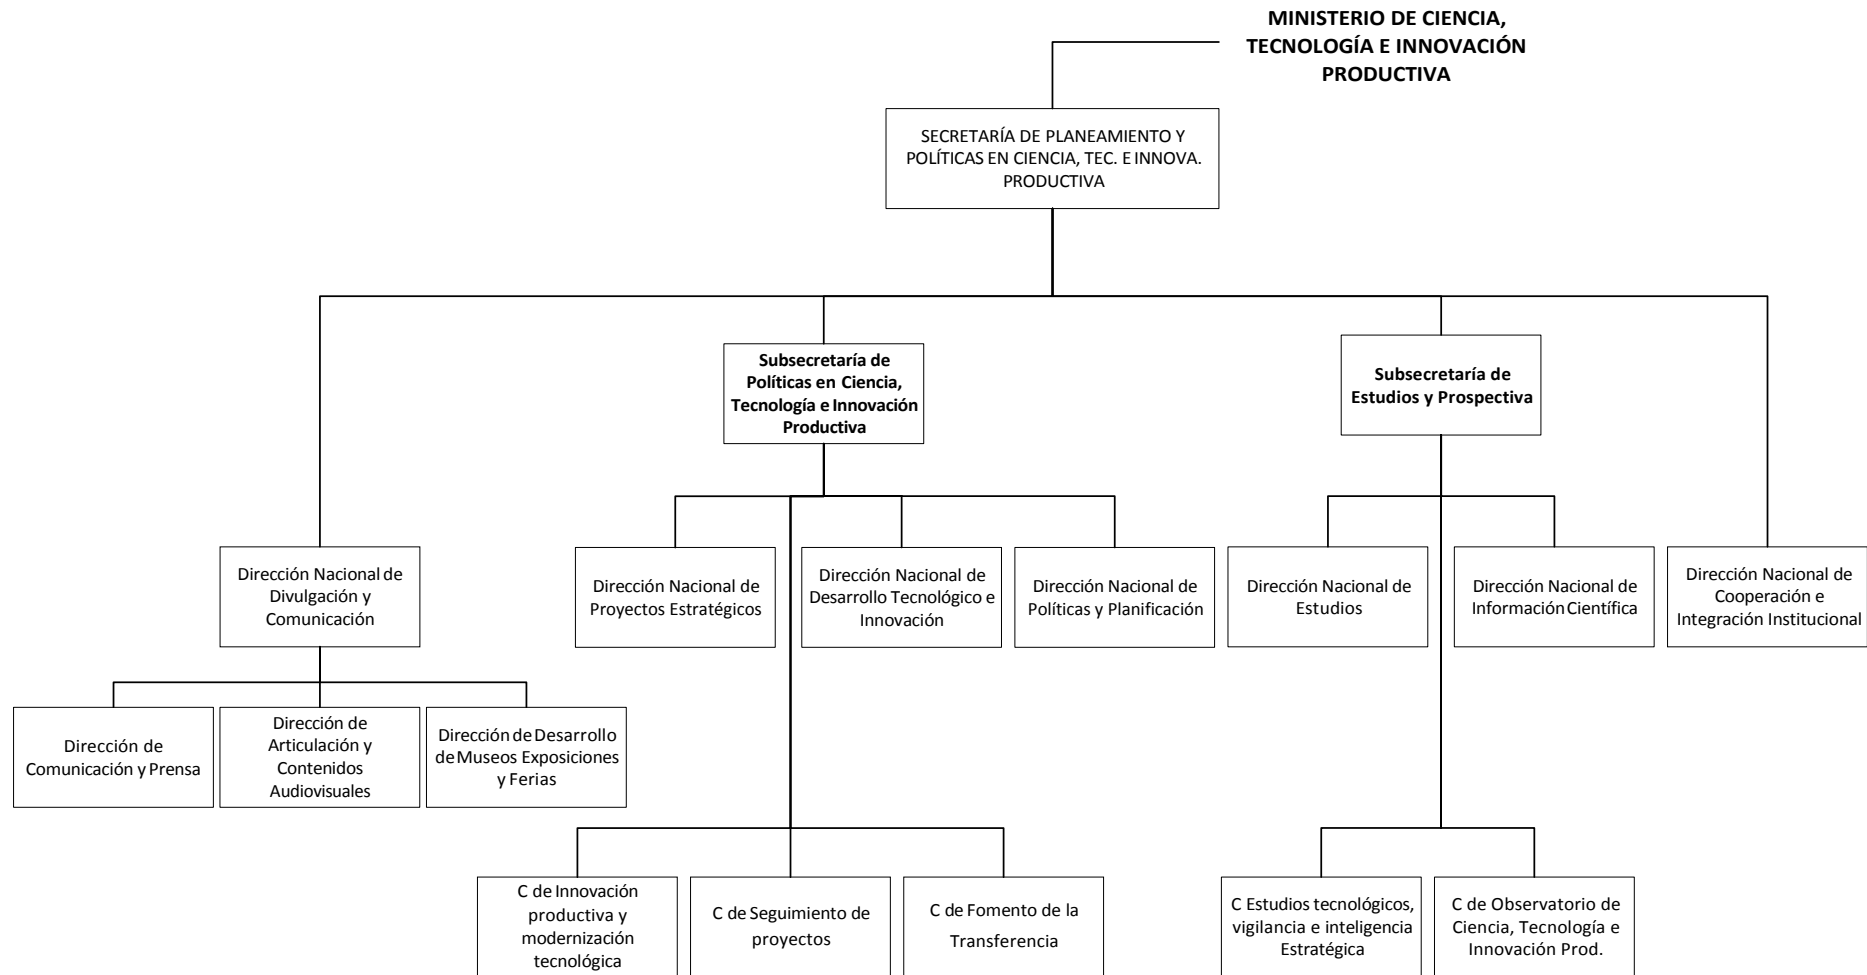 MINISTERIO DE CIENCIA,
TECNOLOGÍA E INNOVACIÓN
PRODUCTIVA
SECRETARÍA DE PLANEAMIENTO Y
POLÍTICAS EN CIENCIA, TEC. E INNOVA.
PRODUCTIVA
Subsecretaría de
Políticas en Ciencia,
Tecnología e Innovación
Productiva
Subsecretaría de
Estudios y Prospectiva
Dirección Nacional de
Divulgación y
Comunicación
Dirección Nacional de
Proyectos Estratégicos
Dirección Nacional de
Desarrollo Tecnológico e
Innovación
Dirección Nacional de
Políticas y Planificación
Dirección Nacional de
Estudios
Dirección Nacional de
Información Científica
Dirección Nacional de
Cooperación e
Integración Institucional
Dirección de
Comunicación y Prensa
Dirección de
Articulación y
Contenidos
Audiovisuales
Dirección de Desarrollo
de Museos Exposiciones
y Ferias
C de Innovación
productiva y
modernización
tecnológica
C de Seguimiento de
proyectos
C de Fomento de la
Transferencia
C Estudios tecnológicos,
vigilancia e inteligencia
Estratégica
C de Observatorio de
Ciencia, Tecnología e
Innovación Prod.